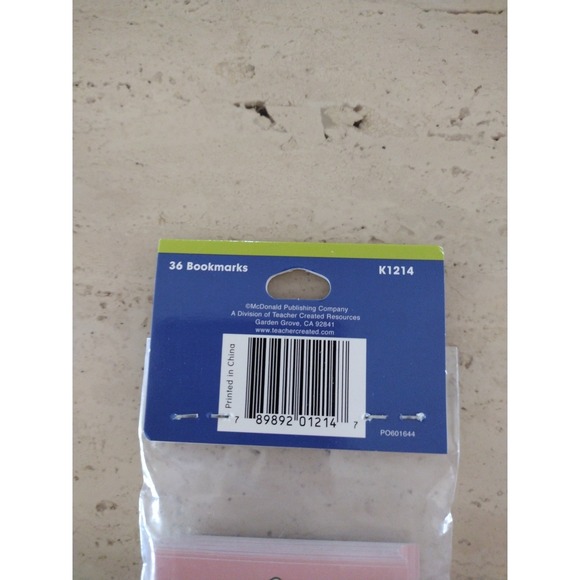 36 Bookmarks
K1214
©McDonald Publishing Company
A Division of Teacher Created Resources
Garden Grove, CA 92841
www.teachercreated.com
Printed in China
7 89892 01214 7
PO601644